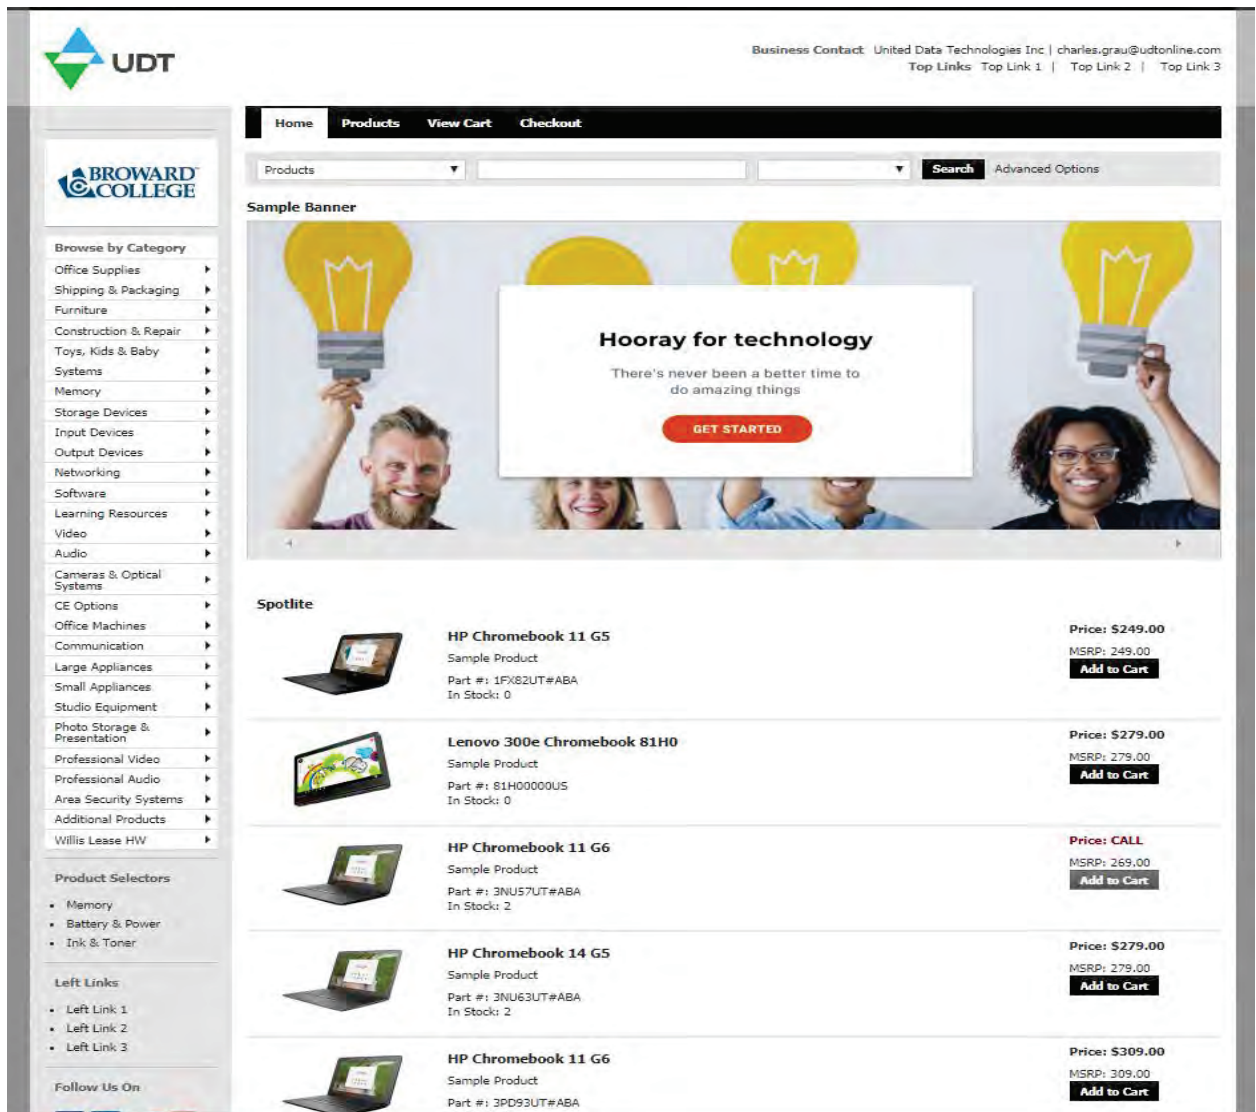 UDT
Business Contact United Data Technologies Inc | charles.grau@udtonline.com
Top Links Top Link 1 | Top Link 2 | Top Link 3
Home Products View Cart Checkout
BROWARD
COLLEGE
Products
Search Advanced Options
Sample Banner
Hooray for technology
There's never been a better time to
do amazing things
GET STARTED
Browse by Category
Office Supplies
Shipping & Packaging
Furniture
Construction & Repair
Toys, Kids & Baby
Systems
Memory
Storage Devices
Input Devices
Output Devices
Networking
Software
Learning Resources
Video
Audio
Cameras & Optical
Systems
CE Options
Office Machines
Communication
Large Appliances
Small Appliances
Studio Equipment
Photo Storage &
Presentation
Professional Video
Professional Audio
Area Security Systems
Additional Products
Willis Lease HW
Product Selectors
• Memory
• Battery & Power
• Ink & Toner
Left Links
• Left Link 1
• Left Link 2
• Left Link 3
Follow Us On
Spotlite
HP Chromebook 11 G5
Sample Product
Part #: 1FX82UT#ABA
In Stock: 0
Price: $249.00
MSRP: 249.00
Add to Cart
Lenovo 300e Chromebook 81H0
Sample Product
Part #: 81H00000US
In Stock: 0
Price: $279.00
MSRP: 279.00
Add to Cart
HP Chromebook 11 G6
Sample Product
Part #: 3NU57UT#ABA
In Stock: 2
Price: CALL
MSRP: 269.00
Add to Cart
HP Chromebook 14 G5
Sample Product
Part #: 3NU63UT#ABA
In Stock: 2
Price: $279.00
MSRP: 279.00
Add to Cart
HP Chromebook 11 G6
Sample Product
Part #: 3PD93UT#ABA
Price: $309.00
MSRP: 309.00
Add to Cart